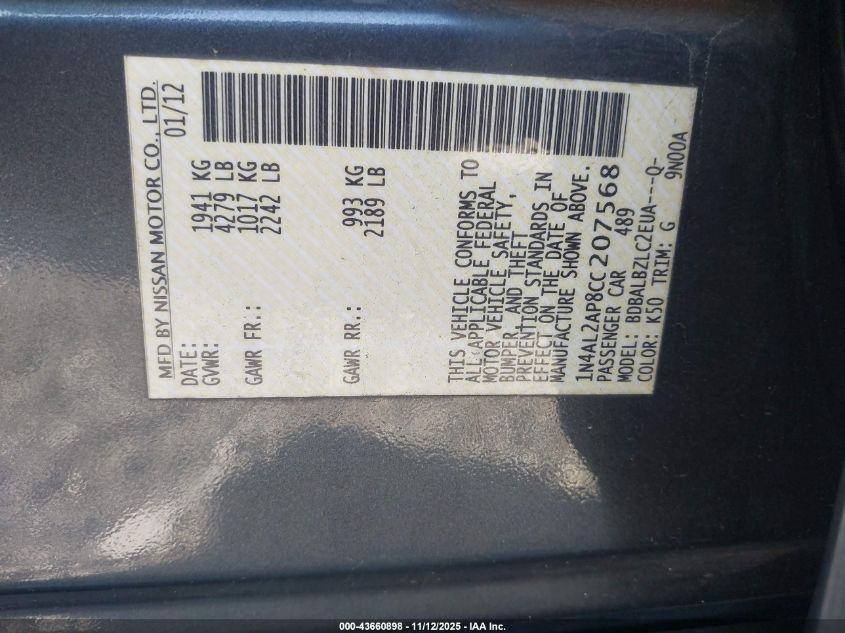 MFD BY NISSAN MOTOR CO., LTD.
DATE: 01/12
GVWR: 1941 KG
4279 LB
GAWR FR.: 1017 KG
2242 LB
GAWR RR.: 993 KG
2189 LB
THIS VEHICLE CONFORMS TO
ALL APPLICABLE FEDERAL
MOTOR VEHICLE SAFETY,
BUMPER, AND THEFT
PREVENTION STANDARDS IN
EFFECT ON THE DATE OF
MANUFACTURE SHOWN ABOVE.
1N4AL2AP8CC207568
PASSENGER CAR 489
MODEL: BDBALBZLC2EUA----Q-
COLOR: K50 TRIM: G 9N00A
000-43660898 - 11/12/2025 - IAA Inc.